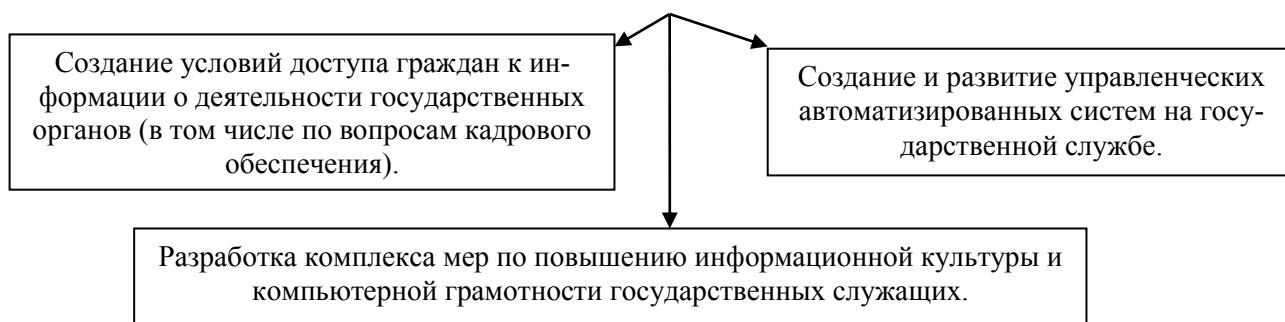 Создание условий доступа граждан к ин-
формации о деятельности государственных
органов (в том числе по вопросам кадрового
обеспечения).
Создание и развитие управленческих
автоматизированных систем на госу-
дарственной службе.
Разработка комплекса мер по повышению информационной культуры и
компьютерной грамотности государственных служащих.